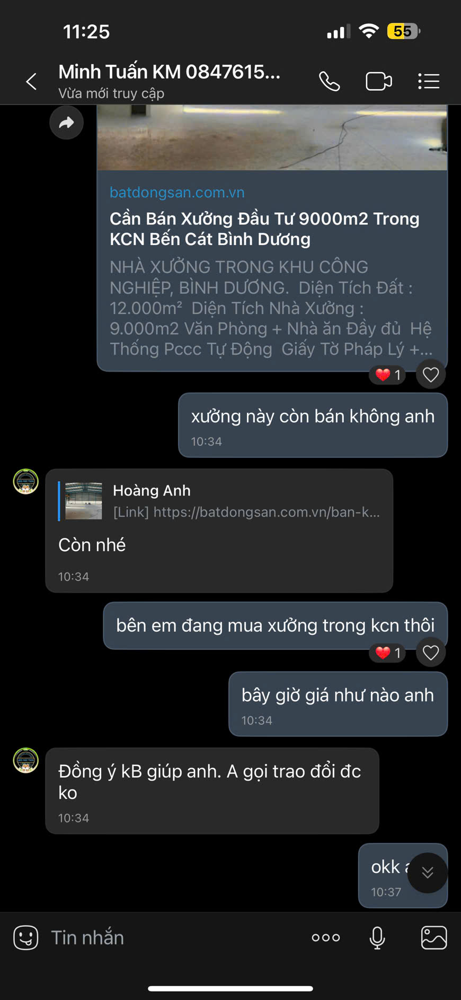 11:25
55
Minh Tuấn KM 0847615...
Vừa mới truy cập
batdongsan.com.vn
Cần Bán Xưởng Đầu Tư 9000m2 Trong
KCN Bến Cát Bình Dương
NHÀ XƯỞNG TRONG KHU CÔNG
NGHIỆP, BÌNH DƯƠNG.  Diện Tích Đất :
12.000m²  Diện Tích Nhà Xưởng :
9.000m2 Văn Phòng + Nhà ăn Đầy đủ  Hệ
Thống Pccc Tự Động  Giấy Tờ Pháp Lý +...
1
xưởng này còn bán không anh
10:34
Hoàng Anh
[Link] https://batdongsan.com.vn/ban-k...
Còn nhé
10:34
bên em đang mua xưởng trong kcn thôi
1
bây giờ giá như nào anh
10:34
Đồng ý kB giúp anh. A gọi trao đổi đc
ko
10:34
okk
10:37
Tin nhắn